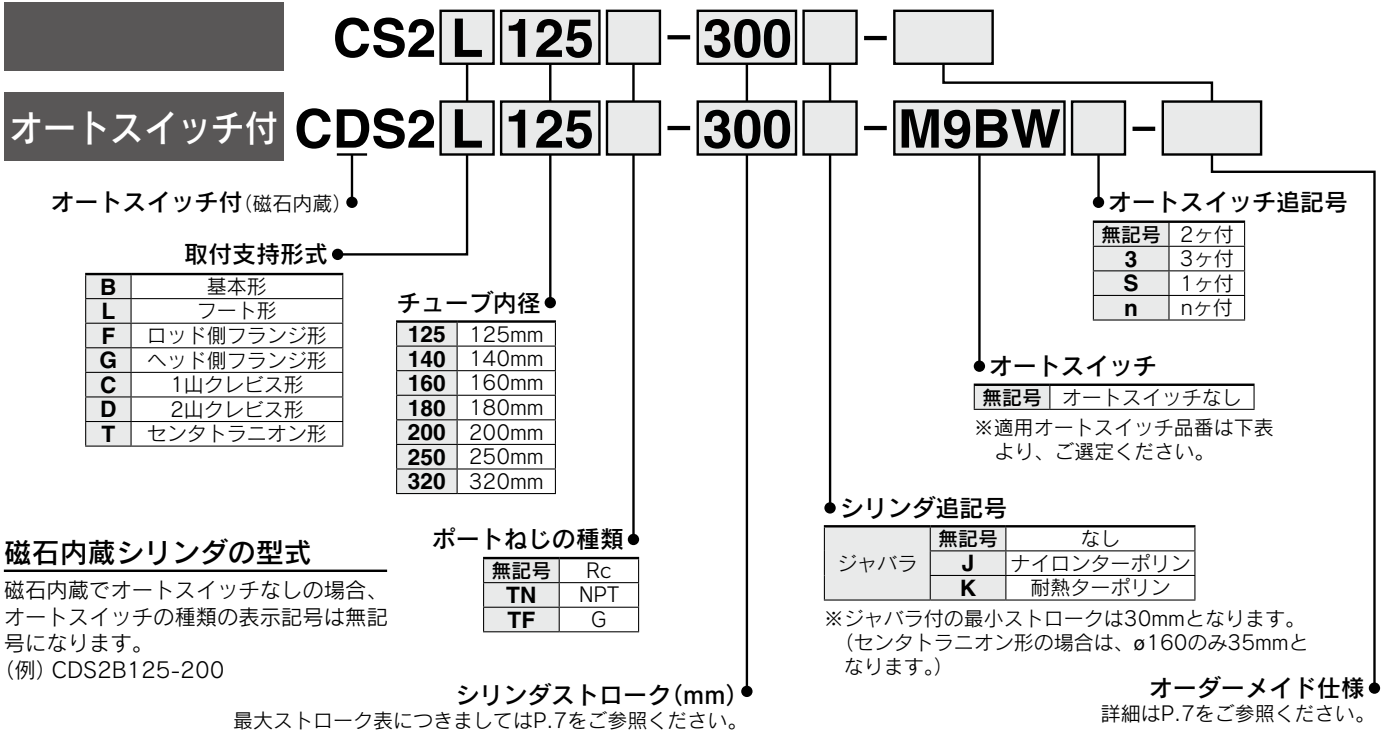 CS2 L 125 -300 -
オートスイッチ付 CDS2 L 125 -300 -M9BW -
オートスイッチ付(磁石内蔵)
取付支持形式
B 基本形
L フート形
F ロッド側フランジ形
G ヘッド側フランジ形
C 1山クレビス形
D 2山クレビス形
T センタトラニオン形
チューブ内径
125 125mm
140 140mm
160 160mm
180 180mm
200 200mm
250 250mm
320 320mm
オートスイッチ追記号
無記号 2ヶ付
3 3ヶ付
S 1ヶ付
n nヶ付
オートスイッチ
無記号 オートスイッチなし
※適用オートスイッチ品番は下表
より、ご選定ください。
磁石内蔵シリンダの型式
磁石内蔵でオートスイッチなしの場合、
オートスイッチの種類の表示記号は無記
号になります。
(例) CDS2B125-200
ポートねじの種類
無記号 Rc
TN NPT
TF G
シリンダ追記号
ジャバラ 無記号 なし
J ナイロンターポリン
K 耐熱ターポリン
※ジャバラ付の最小ストロークは30mmとなります。
(センタトラニオン形の場合は、ø160のみ35mmと
なります。)
シリンダストローク(mm)
最大ストローク表につきましてはP.7をご参照ください。
オーダーメイド仕様
詳細はP.7をご参照ください。